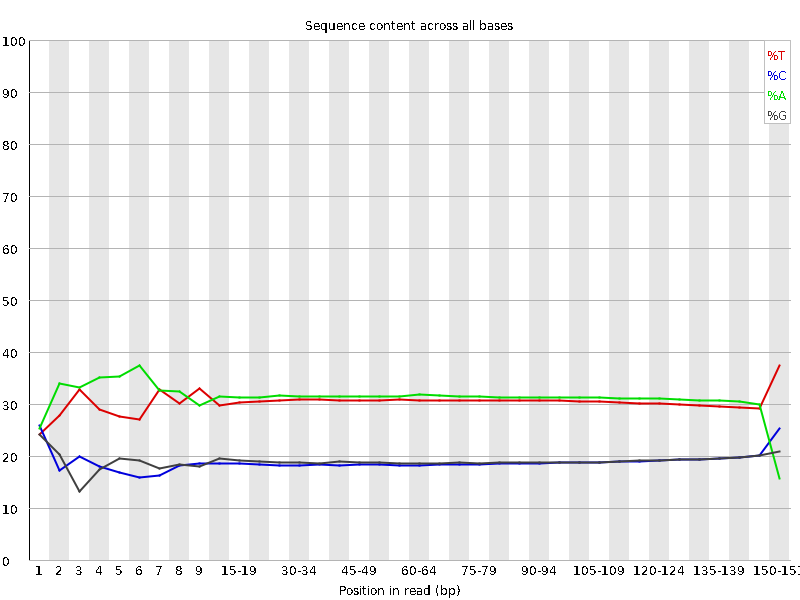 Sequence content across all bases
100
90
80
70
60
50
40
30
20
10
0
%T
%C
%A
%G
1 2 3 4 5 6 7 8 9 15-19 30-34 45-49 60-64 75-79 90-94 105-109 120-124 135-139 150-151
Position in read (bp)